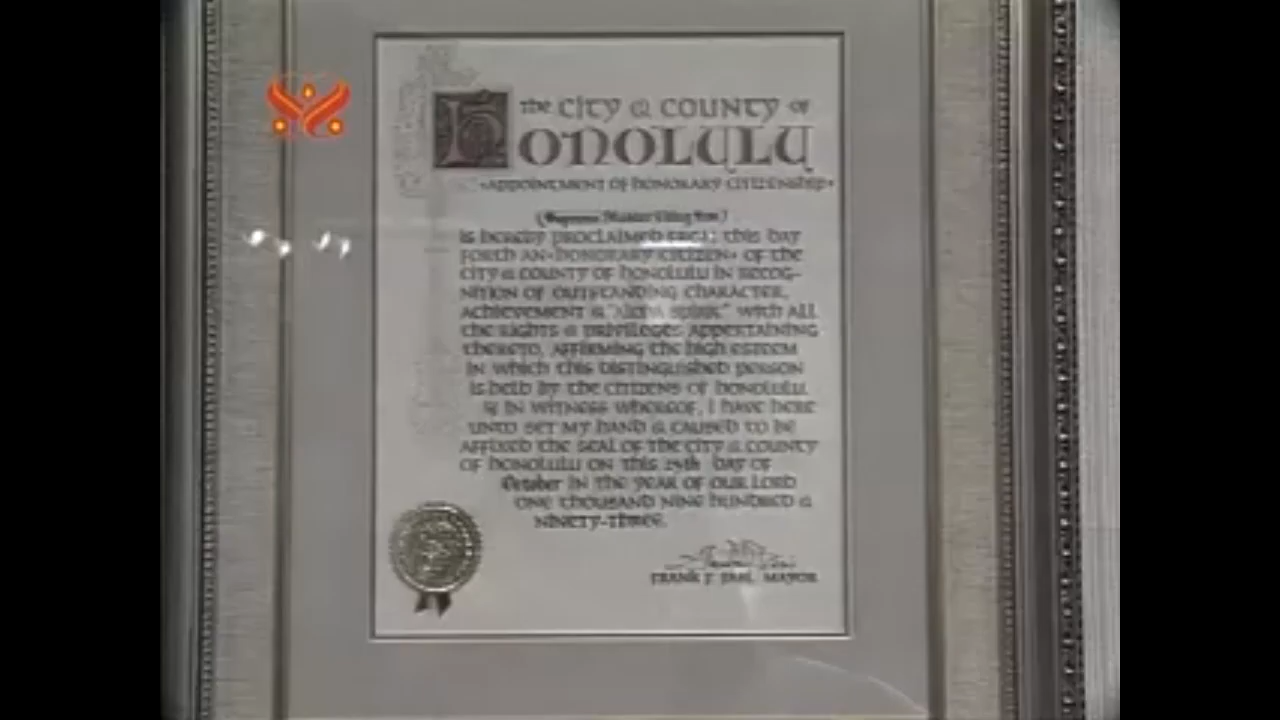 The City & County of
Honolulu
•Appointment of Honorary Citizenship•
(Supreme Master Ching Hai)
is hereby proclaimed from this day
forth an •Honorary Citizen• of the
City & County of Honolulu in recog-
nition of outstanding character,
achievement & "aloha spirit" with all
the rights & privileges appertaining
thereto, affirming the high esteem
in which this distinguished person
is held by the citizens of Honolulu.
In witness whereof, I have here
unto set my hand & caused to be
affixed the seal of the City & County
of Honolulu on this 25th day of
October in the year of our Lord
one thousand nine hundred &
ninety-three.
Frank F. Fasi, Mayor